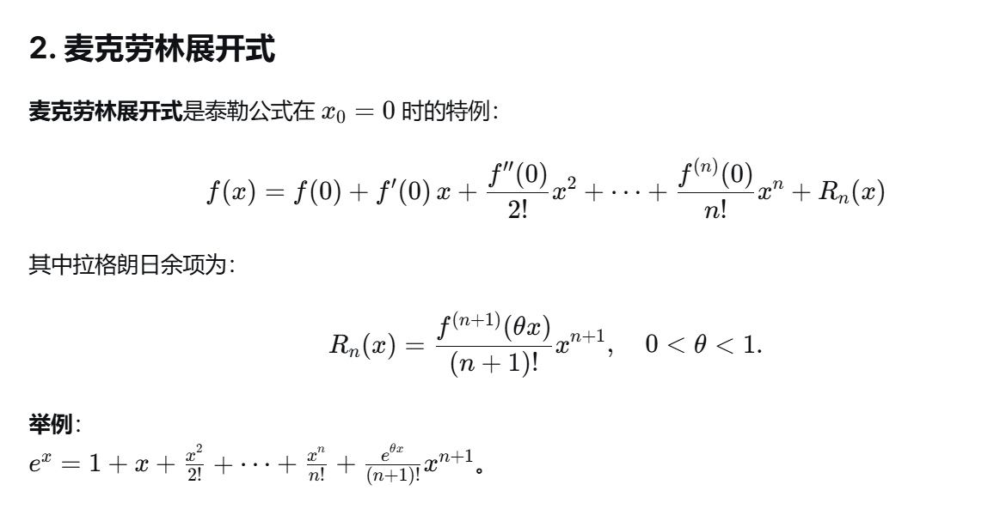 2. 麦克劳林展开式
麦克劳林展开式是泰勒公式在 $x_0 = 0$ 时的特例：
$f(x) = f(0) + f'(0)\,x + \frac{f''(0)}{2!}x^2 + \cdots + \frac{f^{(n)}(0)}{n!}x^n + R_n(x)$
其中拉格朗日余项为：
$R_n(x) = \frac{f^{(n+1)}(\theta x)}{(n+1)!}x^{n+1}, \quad 0 < \theta < 1.$
举例：
$e^x = 1 + x + \frac{x^2}{2!} + \cdots + \frac{x^n}{n!} + \frac{e^{\theta x}}{(n+1)!}x^{n+1}$。